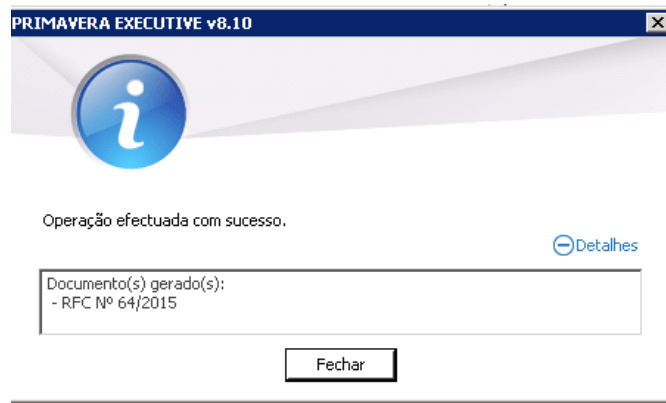 PRIMAVERA EXECUTIVE v8.10
Operação efectuada com sucesso.
Detalhes
Documento(s) gerado(s):
- RFC Nº 64/2015
Fechar